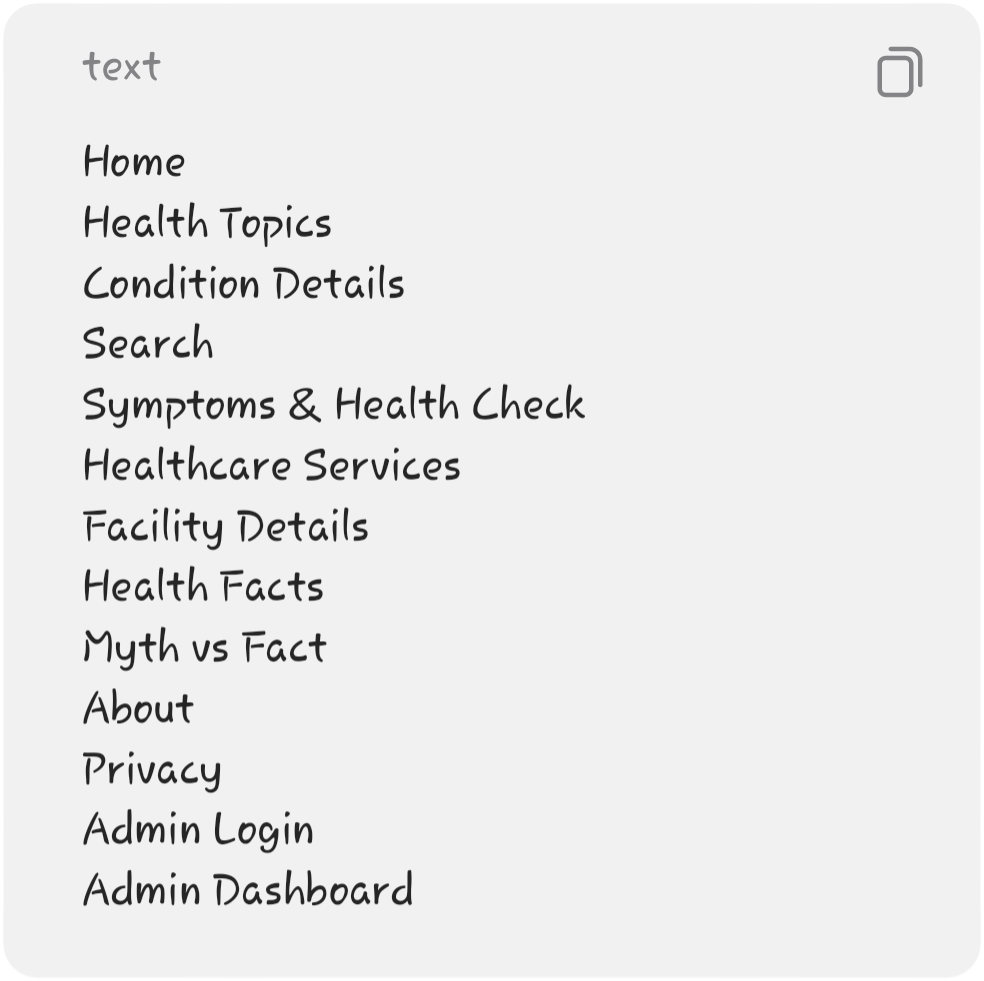 text
Home
Health Topics
Condition Details
Search
Symptoms & Health Check
Healthcare Services
Facility Details
Health Facts
Myth vs Fact
About
Privacy
Admin Login
Admin Dashboard